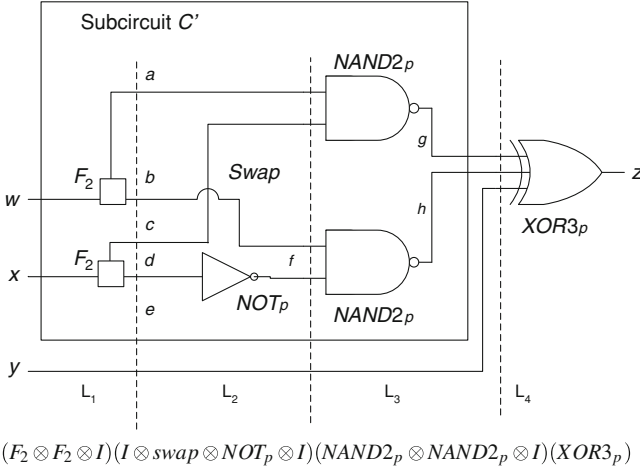 Subcircuit C'
a
NAND2p
g
F2
b
Swap
w
z
c
h
XOR3p
F2
d
f
x
NOTp
e
NAND2p
y
L1 L2 L3 L4
(F2 ⊗ F2 ⊗ I)(I ⊗ swap ⊗ NOTp ⊗ I)(NAND2p ⊗ NAND2p ⊗ I)(XOR3p)